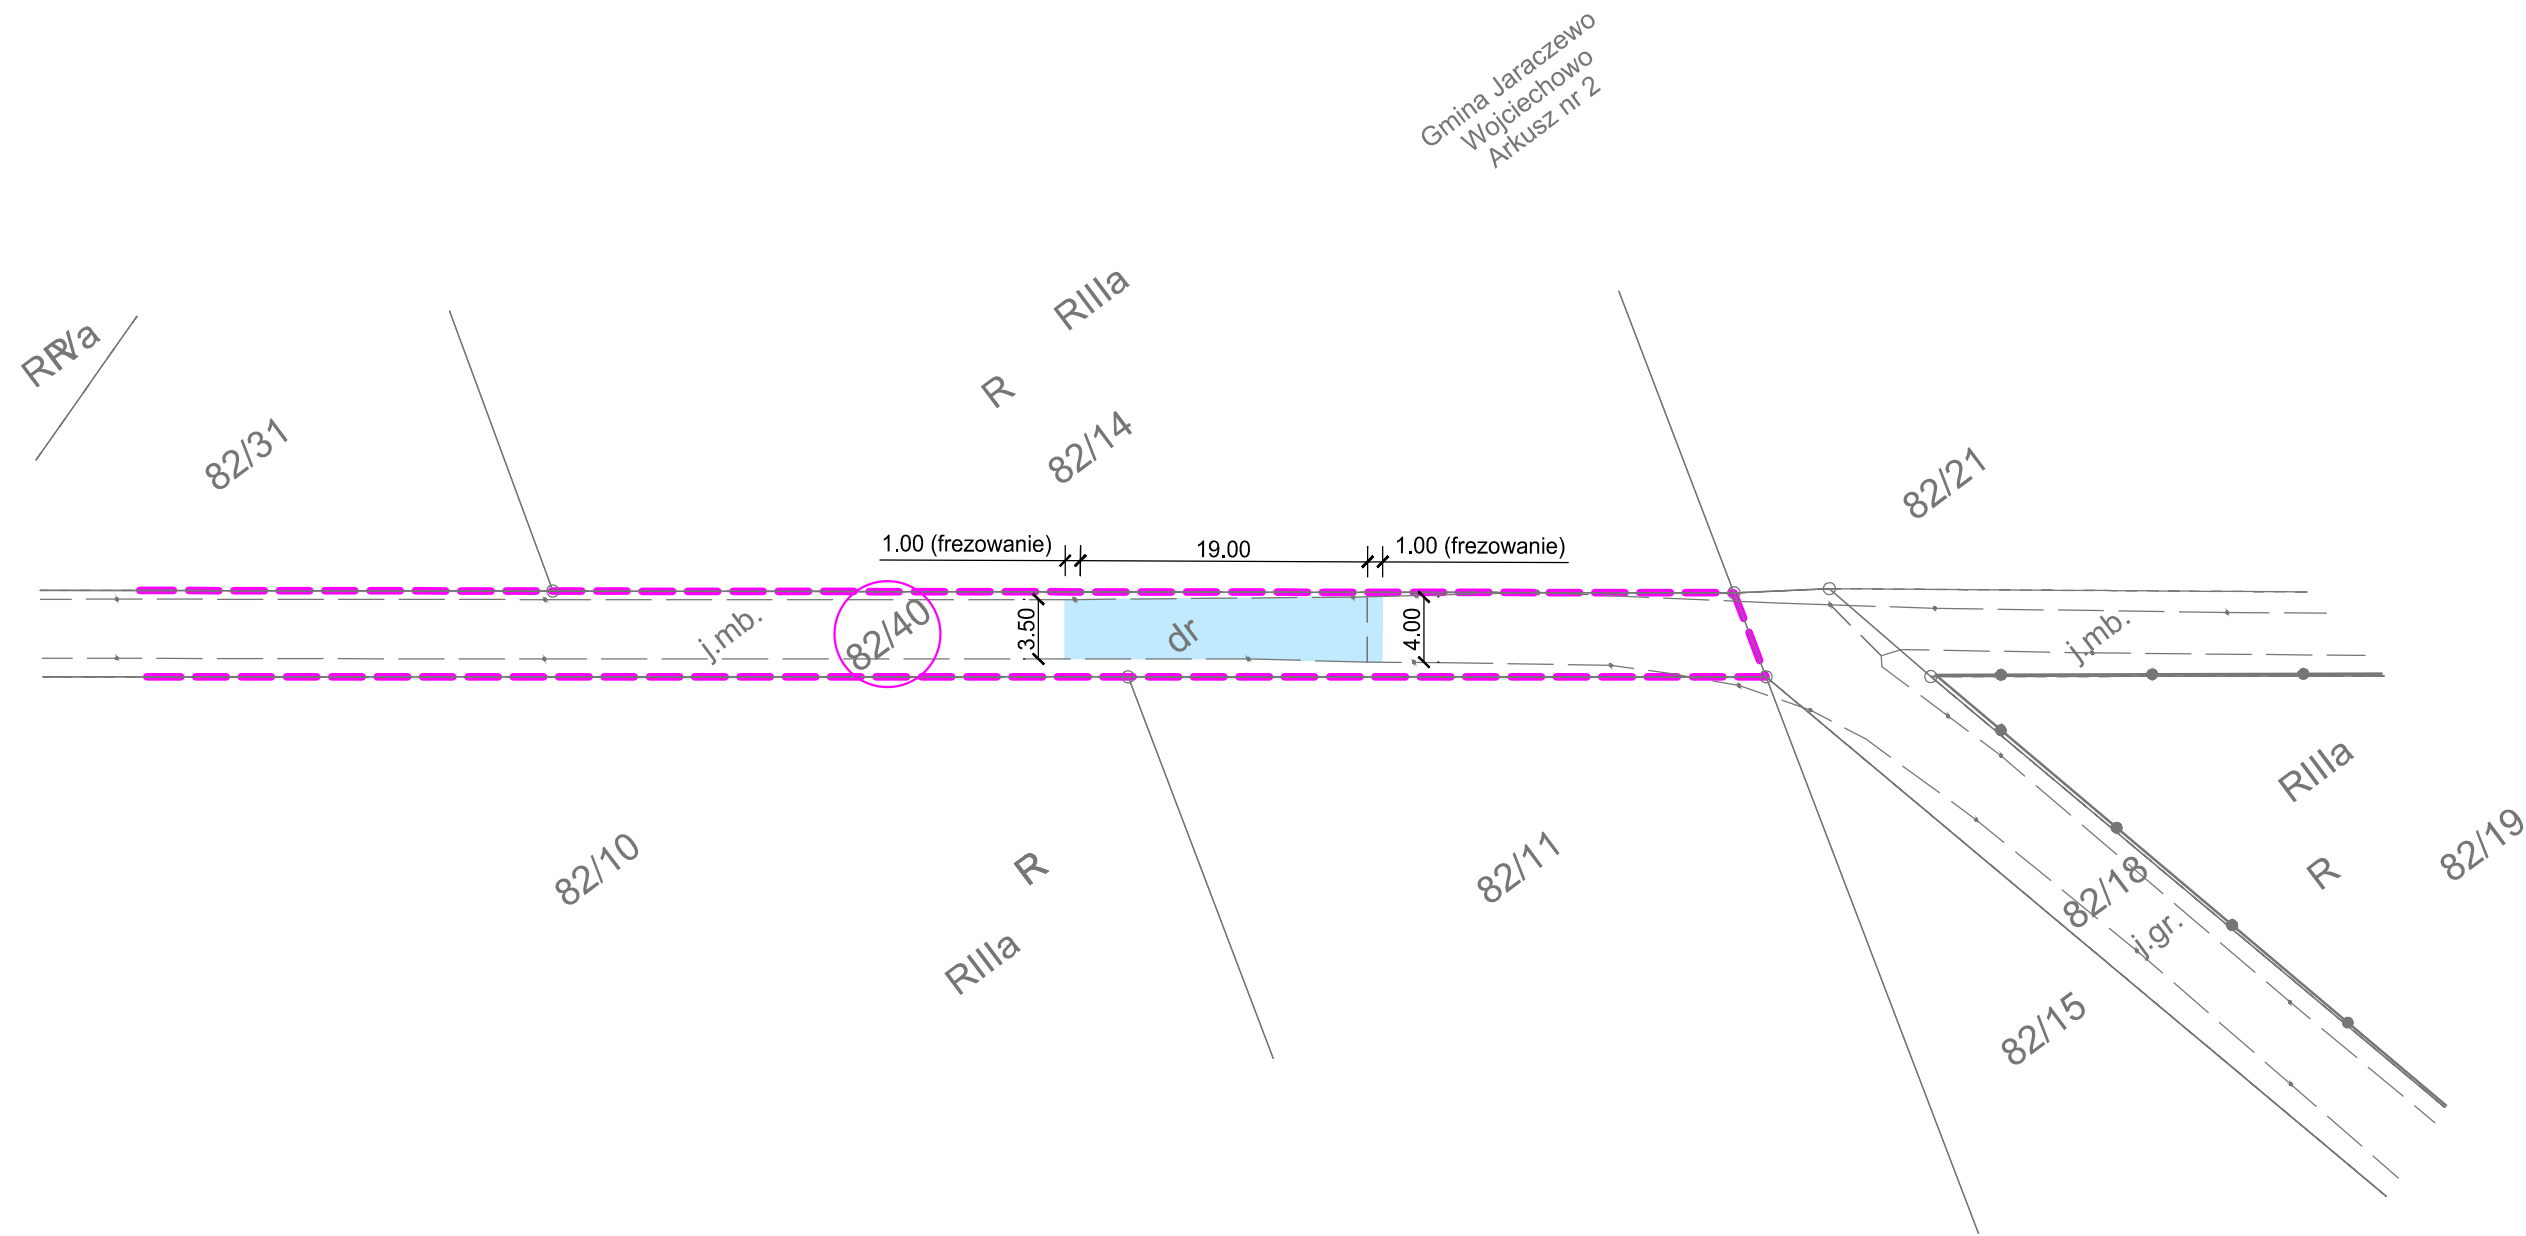 Gmina Jaraczewo
Wojciechowo
Arkusz nr 2
RIIIa
R
82/14
82/31
82/21
1.00 (frezowanie)
19.00
1.00 (frezowanie)
j.mb.
82/40
3.50
dr
4.00
j.mb.
RIIIa
82/19
R
82/18
j.gr.
82/15
82/10
R
RIIIa
82/11